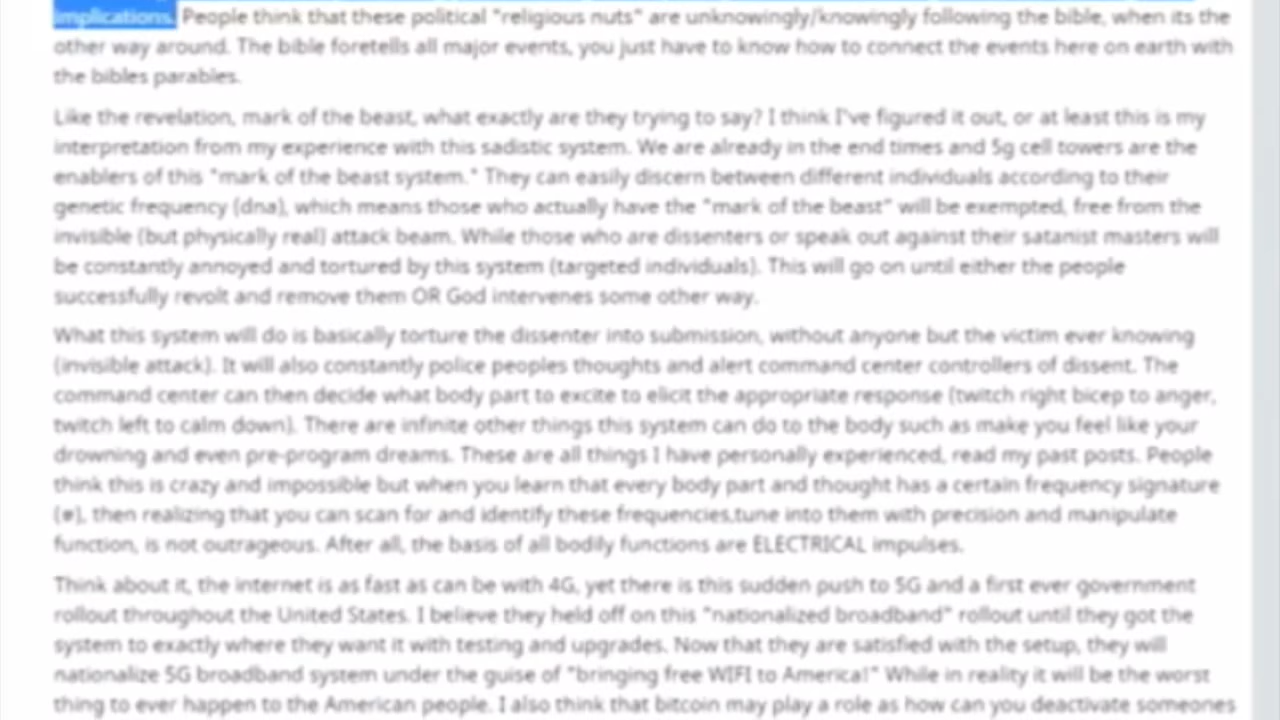 implications. People think that these political "religious nuts" are unknowingly/knowingly following the bible, when its the
other way around. The bible foretells all major events, you just have to know how to connect the events here on earth with
the bibles parables.
Like the revelation, mark of the beast, what exactly are they trying to say? I think I've figured it out, or at least this is my
interpretation from my experience with this sadistic system. We are already in the end times and 5g cell towers are the
enablers of this "mark of the beast system." They can easily discern between different individuals according to their
genetic frequency (dna), which means those who actually have the "mark of the beast" will be exempted, free from the
invisible (but physically real) attack beam. While those who are dissenters or speak out against their satanist masters will
be constantly annoyed and tortured by this system (targeted individuals). This will go on until either the people
successfully revolt and remove them OR God intervenes some other way.
What this system will do is basically torture the dissenter into submission, without anyone but the victim ever knowing
(invisible attack). It will also constantly police peoples thoughts and alert command center controllers of dissent. The
command center can then decide what body part to excite to elicit the appropriate response (twitch right bicep to anger,
twitch left to calm down). There are infinite other things this system can do to the body such as make you feel like your
drowning and even pre-program dreams. These are all things I have personally experienced, read my past posts. People
think this is crazy and impossible but when you learn that every body part and thought has a certain frequency signature
(#), then realizing that you can scan for and identify these frequencies,tune into them with precision and manipulate
function, is not outrageous. After all, the basis of all bodily functions are ELECTRICAL impulses.
Think about it, the internet is as fast as can be with 4G, yet there is this sudden push to 5G and a first ever government
rollout throughout the United States. I believe they held off on this "nationalized broadband" rollout until they got the
system to exactly where they want it with testing and upgrades. Now that they are satisfied with the setup, they will
nationalize 5G broadband system under the guise of "bringing free WIFI to America!" While in reality it will be the worst
thing to ever happen to the American people. I also think that bitcoin may play a role as how can you deactivate someones